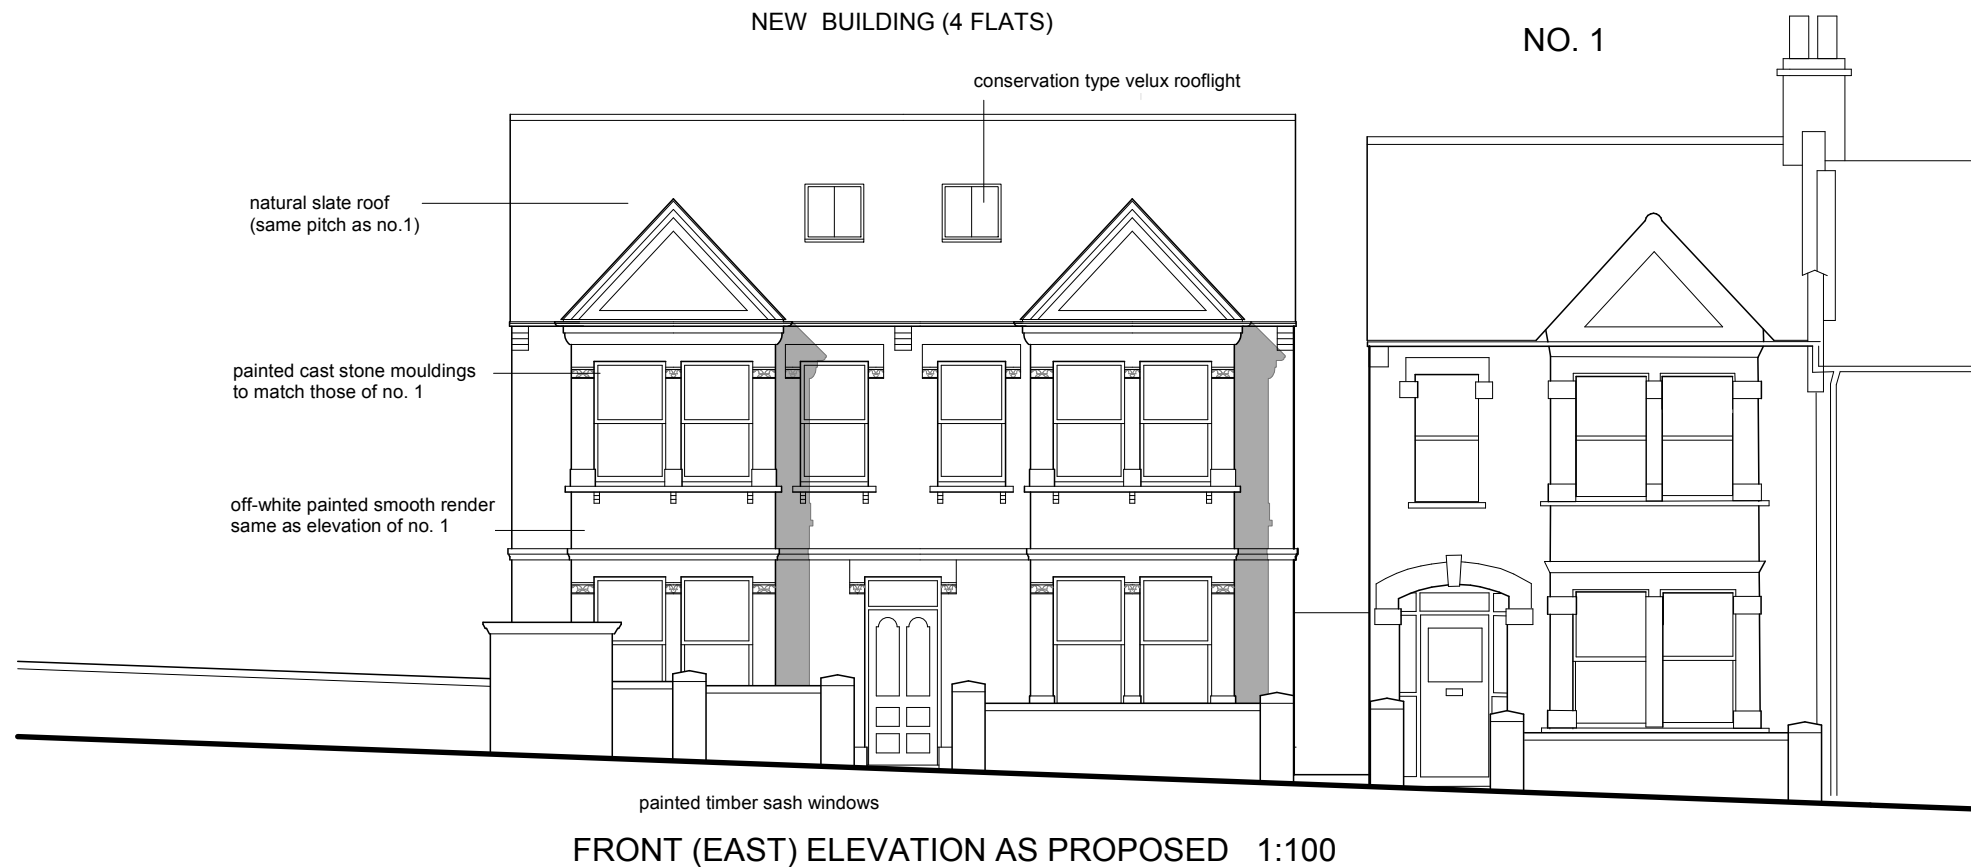 NEW BUILDING (4 FLATS)
NO. 1
conservation type velux rooflight
natural slate roof
(same pitch as no.1)
painted cast stone mouldings
to match those of no. 1
off-white painted smooth render
same as elevation of no. 1
painted timber sash windows
FRONT (EAST) ELEVATION AS PROPOSED 1:100